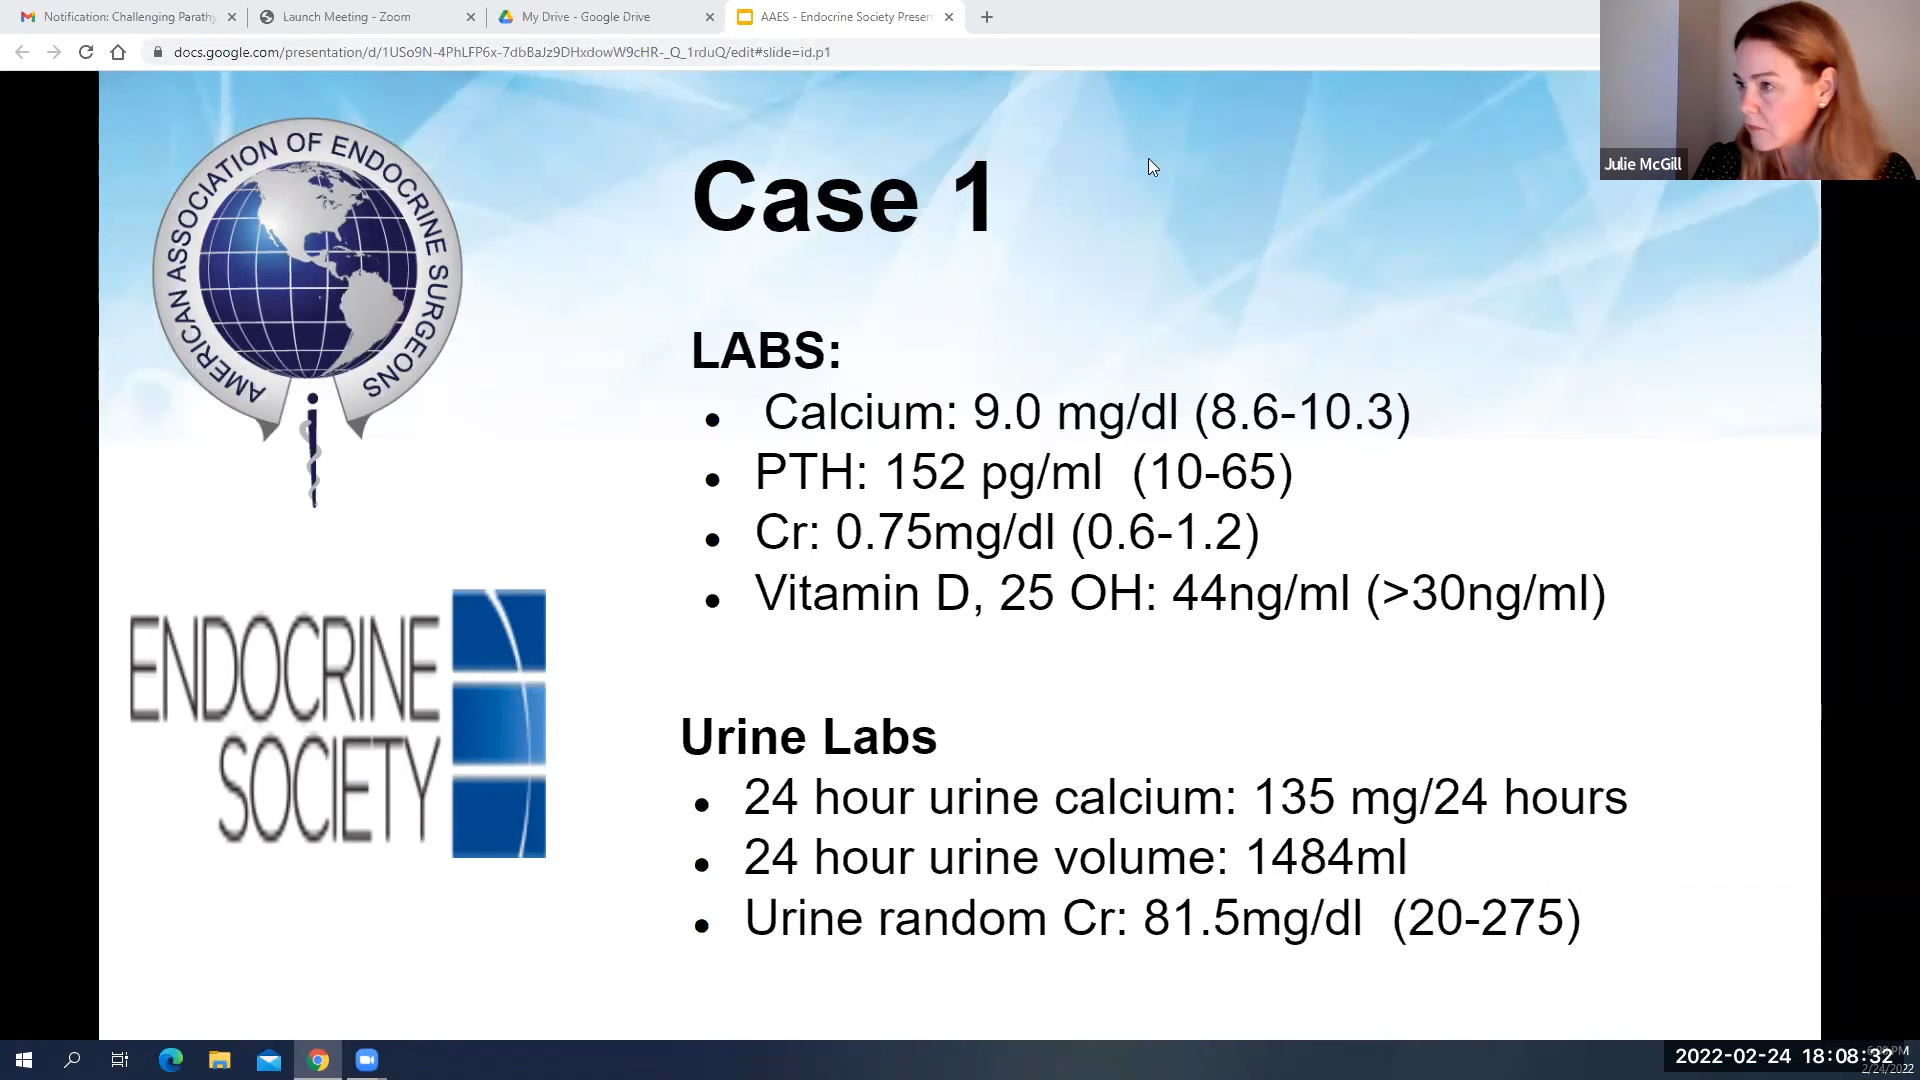 Notification: Challenging Parathy
Launch Meeting - Zoom
My Drive - Google Drive
AAES - Endocrine Society Presen
docs.google.com/presentation/d/1USo9N-4PhLFP6x-7dbBaJz9DHxdowW9cHR-_Q_1rduQ/edit#slide=id.p1
Julie McGill
AMERICAN ASSOCIATION OF ENDOCRINE SURGEONS
ENDOCRINE
SOCIETY
Case 1
LABS:
● Calcium: 9.0 mg/dl (8.6-10.3)
● PTH: 152 pg/ml (10-65)
● Cr: 0.75mg/dl (0.6-1.2)
● Vitamin D, 25 OH: 44ng/ml (>30ng/ml)
Urine Labs
● 24 hour urine calcium: 135 mg/24 hours
● 24 hour urine volume: 1484ml
● Urine random Cr: 81.5mg/dl (20-275)
2022-02-24 18:08:32
2/24/2022